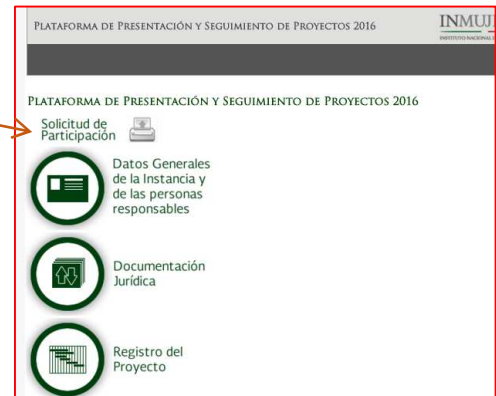 PLATAFORMA DE PRESENTACIÓN Y SEGUIMIENTO DE PROYECTOS 2016
PLATAFORMA DE PRESENTACIÓN Y SEGUIMIENTO DE PROYECTOS 2016
Solicitud de
Participación
Datos Generales
de la Instancia y
de las personas
responsables
Documentación
Jurídica
Registro del
Proyecto